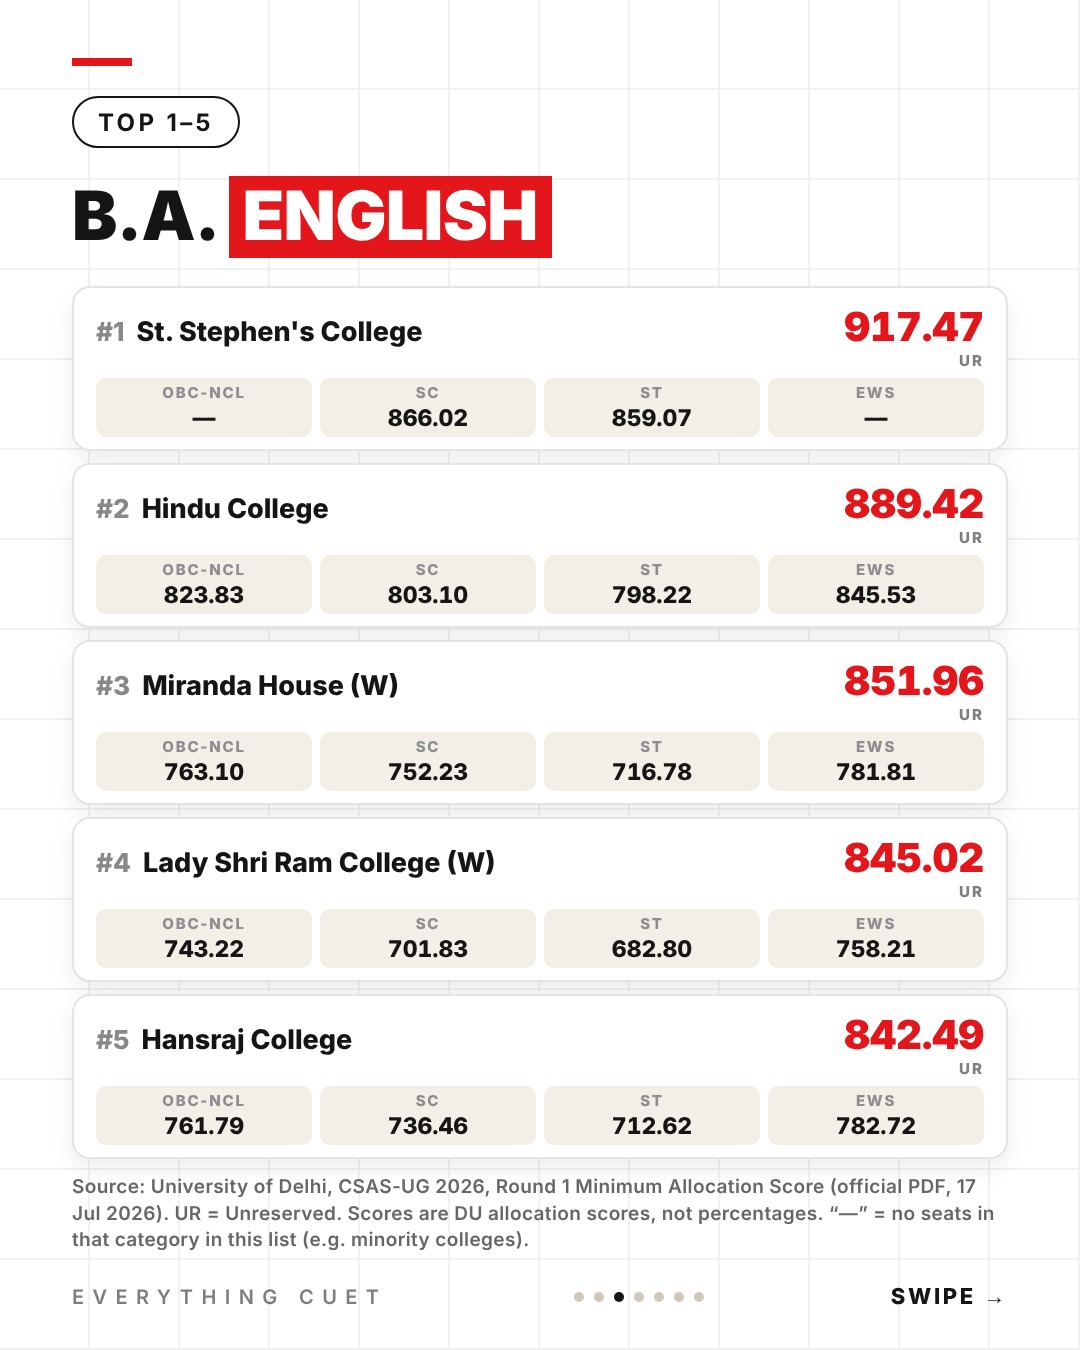 TOP 1–5
B.A. ENGLISH
#1 St. Stephen's College 917.47
UR
OBC-NCL SC ST EWS
— 866.02 859.07 —
#2 Hindu College 889.42
UR
OBC-NCL SC ST EWS
823.83 803.10 798.22 845.53
#3 Miranda House (W) 851.96
UR
OBC-NCL SC ST EWS
763.10 752.23 716.78 781.81
#4 Lady Shri Ram College (W) 845.02
UR
OBC-NCL SC ST EWS
743.22 701.83 682.80 758.21
#5 Hansraj College 842.49
UR
OBC-NCL SC ST EWS
761.79 736.46 712.62 782.72
Source: University of Delhi, CSAS-UG 2026, Round 1 Minimum Allocation Score (official PDF, 17
Jul 2026). UR = Unreserved. Scores are DU allocation scores, not percentages. “—” = no seats in
that category in this list (e.g. minority colleges).
EVERYTHING CUET SWIPE →